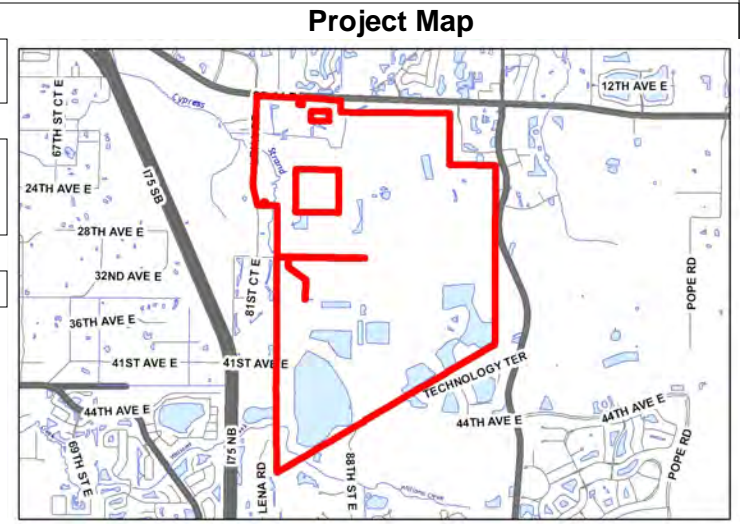 Project Map
12TH AVE E
Cypress
67TH ST CT E
I75 SB
Strand
24TH AVE E
28TH AVE E
32ND AVE E
81ST CT E
POPE RD
36TH AVE E
41ST AVE E
41ST AVE E
TECHNOLOGY TER
44TH AVE E
44TH AVE E
44TH AVE E
69TH ST E
I75 NB
LENA RD
88TH ST E
POPE RD